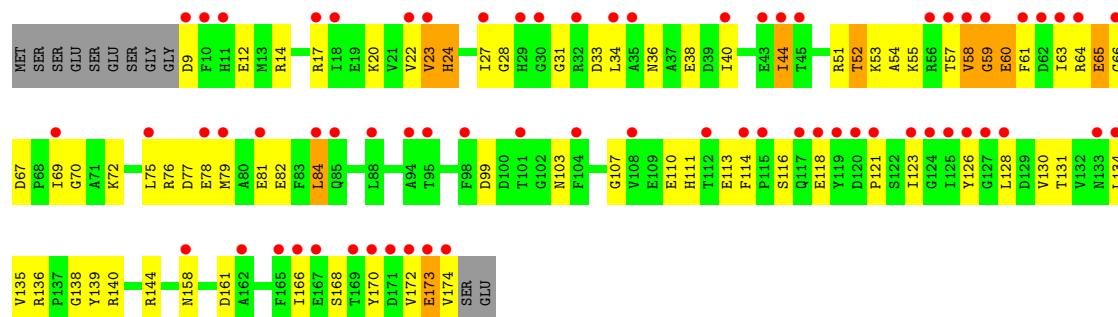 MET SER SER GLU SER GLU SER GLY GLY D9 F10 H11 E12 M13 R14 R17 I18 E19 K20 V21 V22 V23 H24 I27 G28 H29 G30 G31 R32 D33 L34 A35 N36 A37 E38 D39 I40 E43 I44 T45 R51 T52 K53 A54 K55 R56 T57 V58 G59 E60 F61 D62 I63 R64 E65 G66
D67 P68 I69 G70 A71 K72 L75 R76 D77 E78 M79 A80 E81 E82 F83 L84 Q85 L88 A94 T95 F98 D99 D100 T101 G102 N103 F104 G107 V108 E109 E110 H111 T112 E113 F114 P115 S116 Q117 E118 Y119 D120 P121 S122 I123 G124 I125 Y126 G127 L128 D129 V130 T131 V132 N133 L134
V135 R136 P137 G138 Y139 R140 R144 N158 D161 A162 F165 I166 E167 S168 T169 Y170 D171 V172 E173 V174 SER GLU